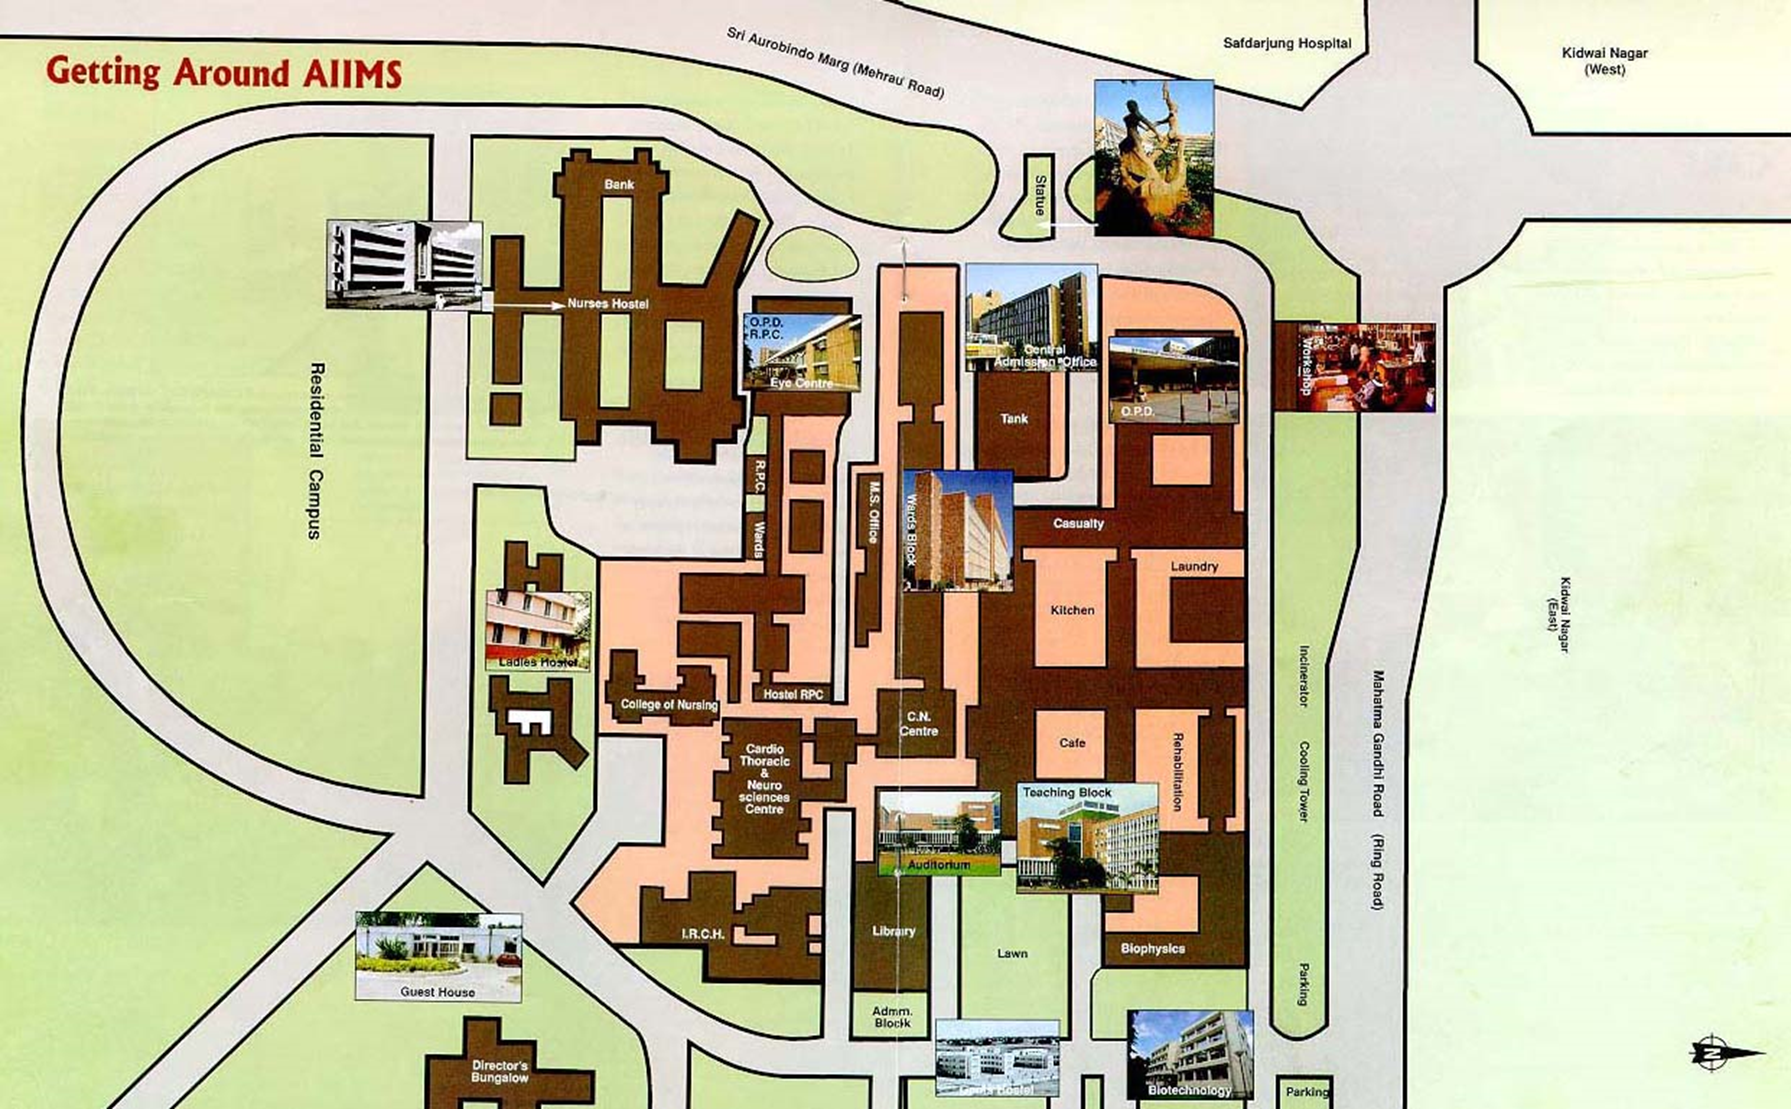 Getting Around AIIMS
Sri Aurobindo Marg (Mehrau Road)
Safdarjung Hospital
Kidwai Nagar
(West)
Statue
Bank
Nurses Hostel
O.P.D.
R.P.C.
Eye Centre
Central
Admission Office
Tank
O.P.D.
Workshop
Residential Campus
R.P.C.
Wards
M.S. Office
Wards Block
Casualty
Laundry
Kitchen
Kidwai Nagar
(East)
Ladies Hostel
College of Nursing
Hostel RPC
C.N.
Centre
Cafe
Rehabilitation
Incinerator
Cooling Tower
Mahatma Gandhi Road (Ring Road)
Cardio
Thoracic
&
Neuro
sciences
Centre
Auditorium
Teaching Block
I.R.C.H.
Library
Lawn
Biophysics
Parking
Guest House
Admm.
Block
Director's
Bungalow
Hostel
Biotechnology
Parking
N